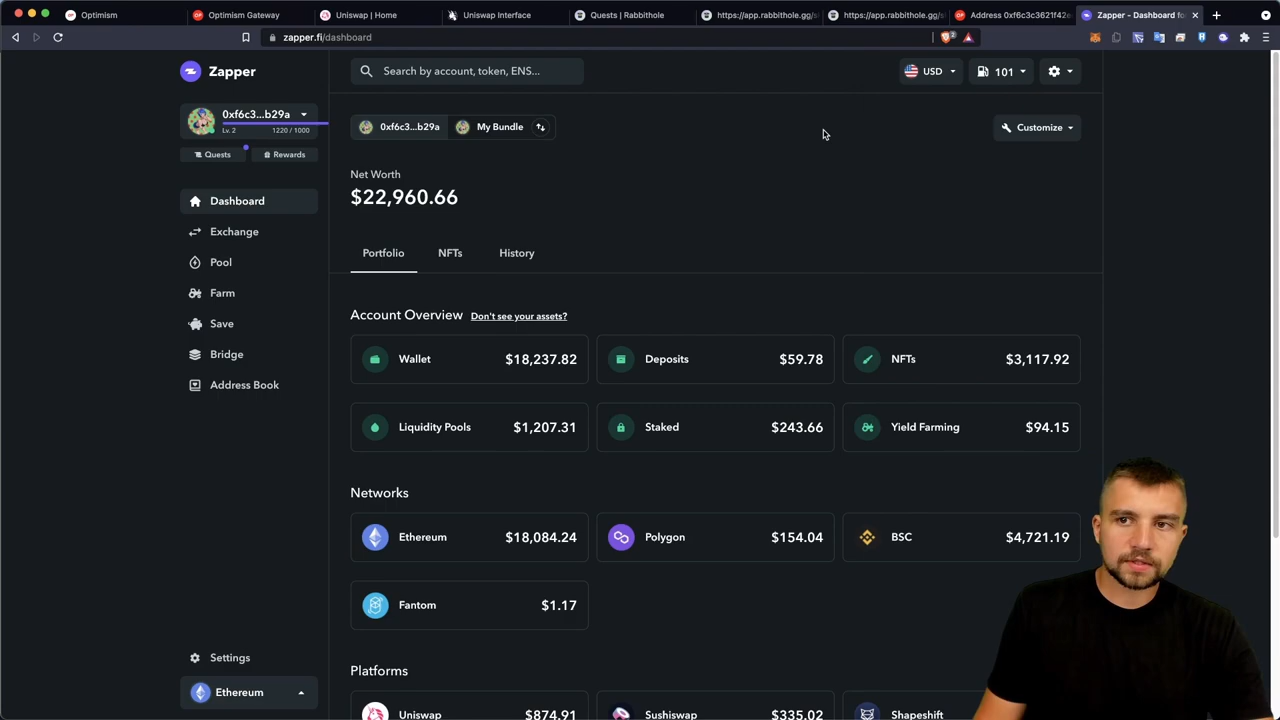 Optimism
Optimism Gateway
Uniswap | Home
Uniswap Interface
Quests | Rabbithole
https://app.rabbithole.gg/s
https://app.rabbithole.gg/s
Address 0xf6c3c3621f42e
Zapper - Dashboard fo
zapper.fi/dashboard
2
Zapper
Search by account, token, ENS...
USD
101
0xf6c3...b29a
Lv. 2
1220 / 1000
Quests
Rewards
0xf6c3...b29a
My Bundle
Customize
Net Worth
$22,960.66
Dashboard
Exchange
Pool
Farm
Save
Bridge
Address Book
Portfolio
NFTs
History
Account Overview
Don't see your assets?
Wallet
$18,237.82
Deposits
$59.78
NFTs
$3,117.92
Liquidity Pools
$1,207.31
Staked
$243.66
Yield Farming
$94.15
Networks
Ethereum
$18,084.24
Polygon
$154.04
BSC
$4,721.19
Fantom
$1.17
Platforms
Uniswap
$874.91
Sushiswap
$335.02
Shapeshift
Settings
Ethereum